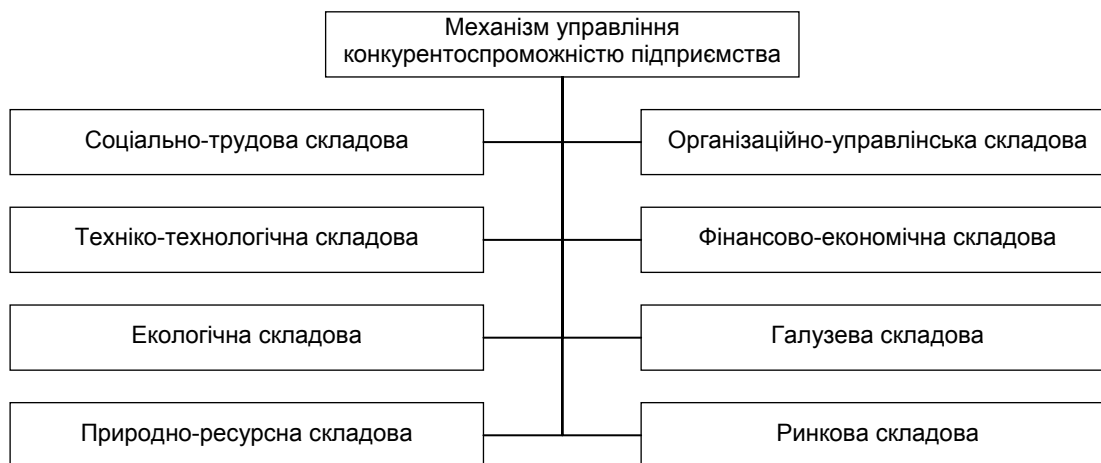 Механізм управління
конкурентоспроможністю підприємства
Соціально-трудова складова
Організаційно-управлінська складова
Техніко-технологічна складова
Фінансово-економічна складова
Екологічна складова
Галузева складова
Природно-ресурсна складова
Ринкова складова